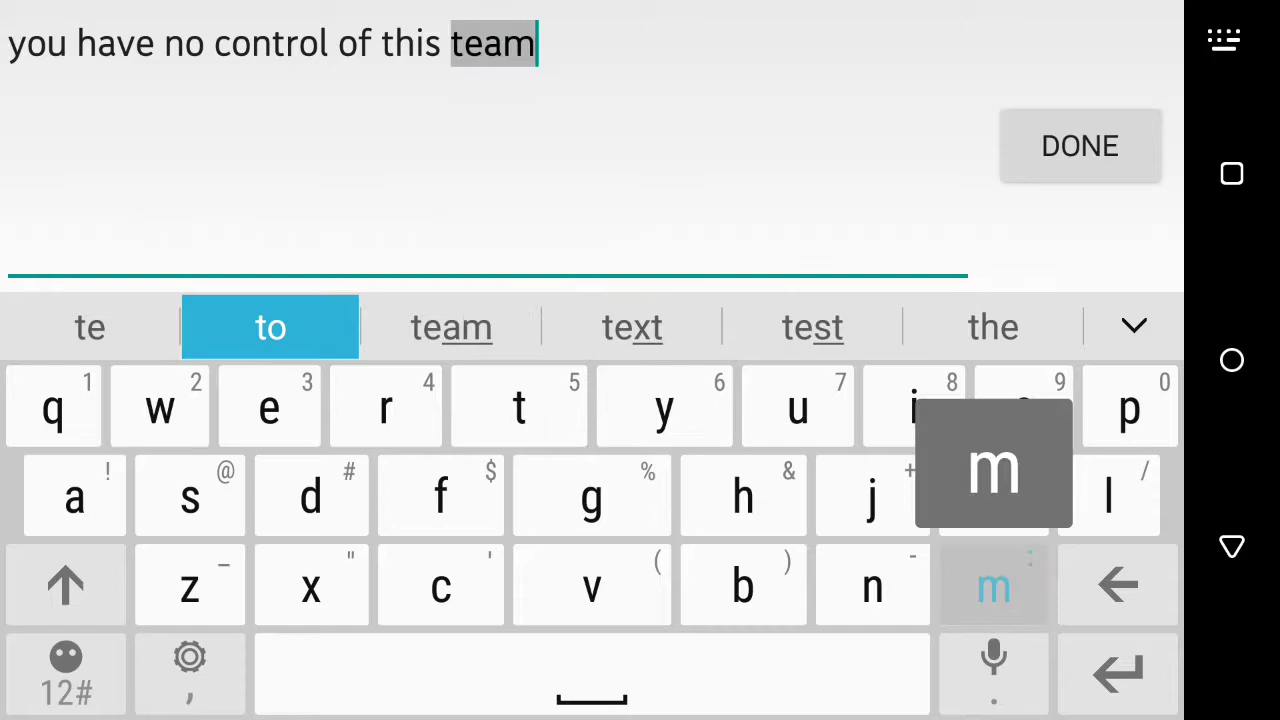 you have no control of this team
DONE
te to team text test the
1 2 3 4 5 6 7 8 9 0
q w e r t y u i p
! @ # $ % & + /
a s d f g h j m l
_ " ' ( ) - :
z x c v b n m
12# , .